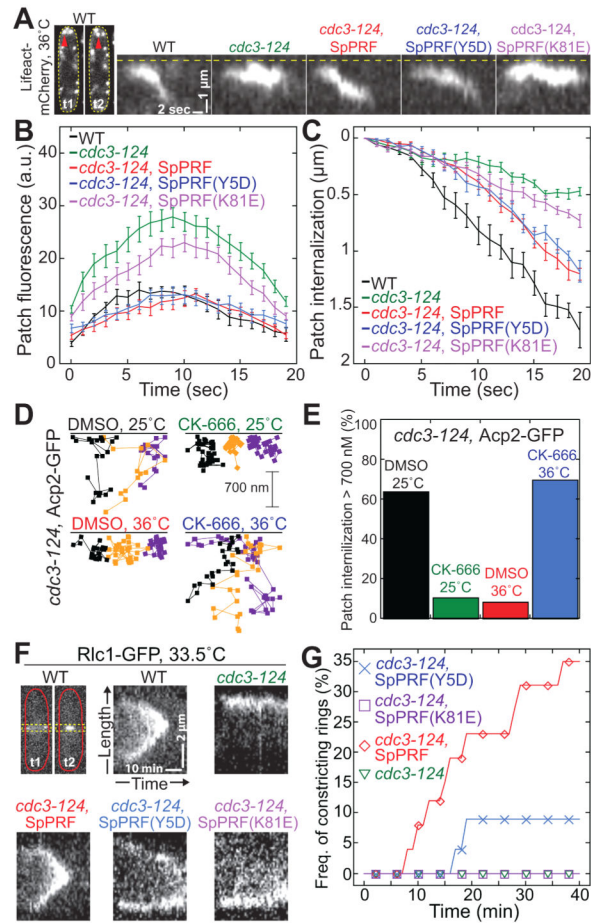 A
WT
WT
cdc3-124
cdc3-124,
SpPRF
cdc3-124,
SpPRF(Y5D)
cdc3-124,
SpPRF(K81E)
Lifeact-
mCherry, 36˚C
t1
t2
2 sec
1 µm
B
WT
cdc3-124
cdc3-124, SpPRF
cdc3-124, SpPRF(Y5D)
cdc3-124, SpPRF(K81E)
Patch fluorescence (a.u.)
40
30
20
10
0
0
5
10
15
20
Time (sec)
C
Patch internalization (µm)
0
0.5
1
1.5
2
WT
cdc3-124
cdc3-124, SpPRF
cdc3-124, SpPRF(Y5D)
cdc3-124, SpPRF(K81E)
0
5
10
15
20
Time (sec)
D
cdc3-124, Acp2-GFP
DMSO, 25˚C
CK-666, 25˚C
700 nm
DMSO, 36˚C
CK-666, 36˚C
E
Patch internilization > 700 nM (%)
cdc3-124, Acp2-GFP
80
60
40
20
0
DMSO
25˚C
CK-666
25˚C
DMSO
36˚C
CK-666
36˚C
F
Rlc1-GFP, 33.5˚C
WT
WT
cdc3-124
t1
t2
Length
2 µm
10 min
Time
cdc3-124,
SpPRF
cdc3-124,
SpPRF(Y5D)
cdc3-124,
SpPRF(K81E)
G
Freq. of constricting rings (%)
35
30
25
20
15
10
5
0
cdc3-124,
SpPRF(Y5D)
cdc3-124,
SpPRF(K81E)
cdc3-124,
SpPRF
cdc3-124
0
10
20
30
40
Time (min)